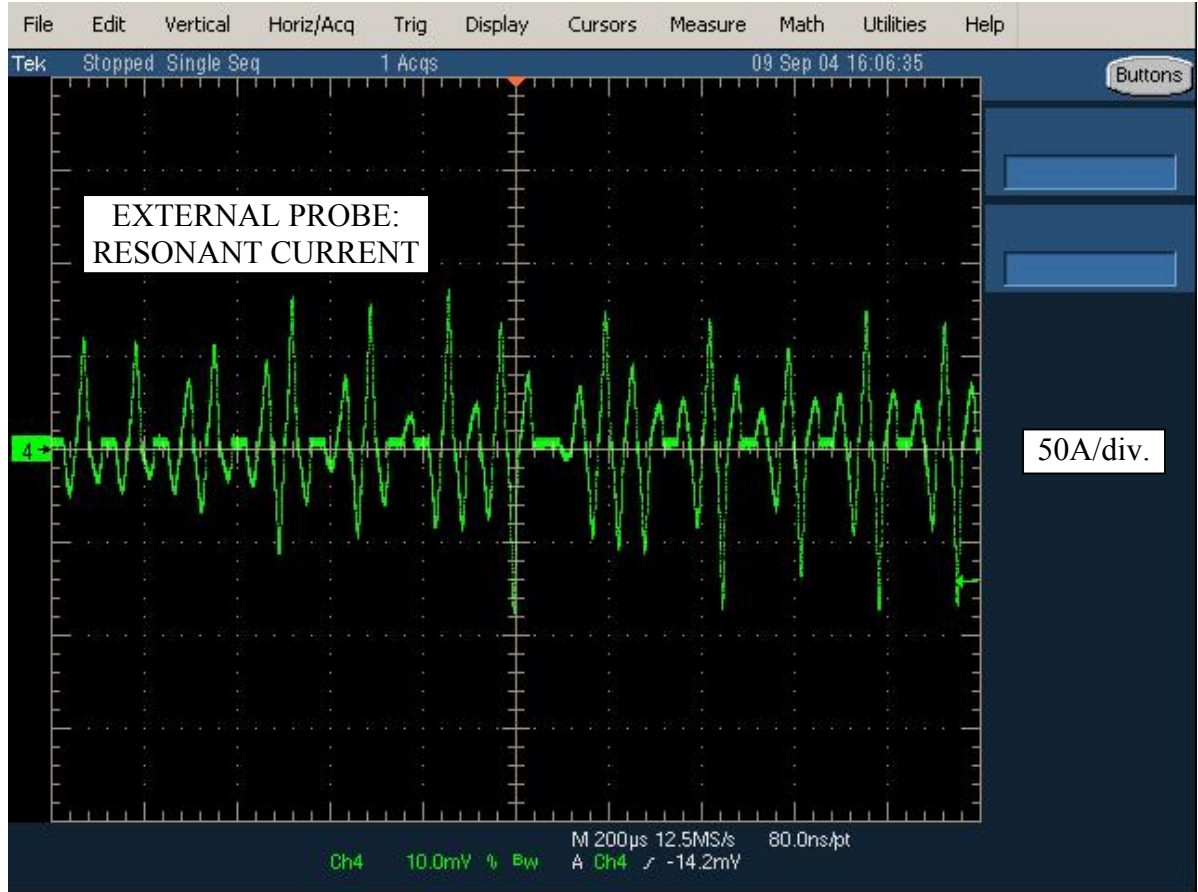 File Edit Vertical Horiz/Acq Trig Display Cursors Measure Math Utilities Help
Tek Stopped Single Seq 1 Acqs 09 Sep 04 16:06:35
Buttons
EXTERNAL PROBE:
RESONANT CURRENT
4
50A/div.
M 200µs 12.5MS/s 80.0ns/pt
Ch4 10.0mV % Bw A Ch4 -14.2mV